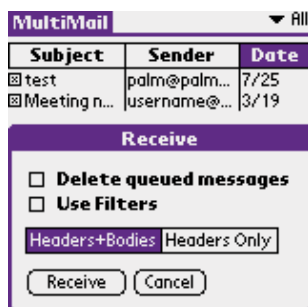 MultiMail All
Subject Sender Date
test palm@palm... 7/25
Meeting n... username@... 3/19
Receive
Delete queued messages
Use Filters
Headers+Bodies Headers Only
Receive Cancel